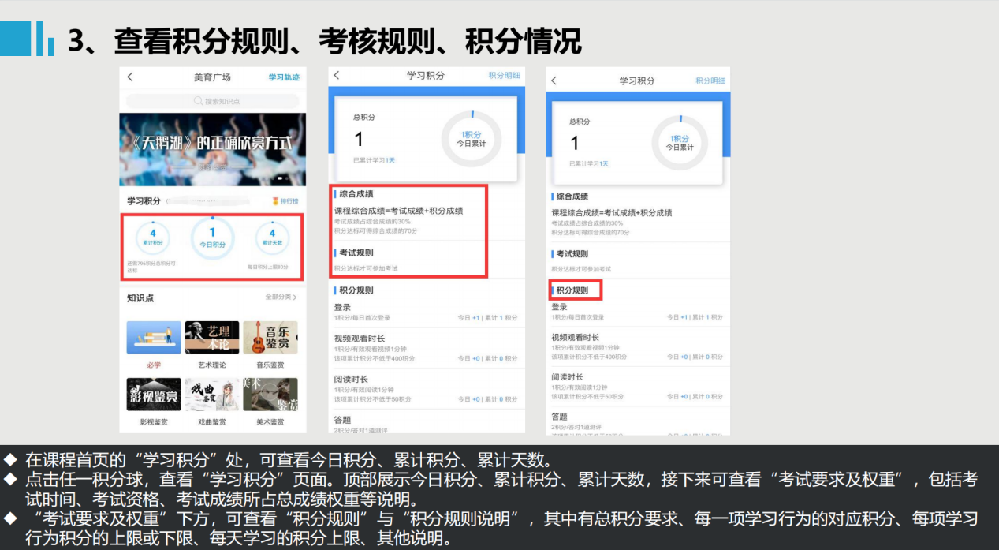 3、查看积分规则、考核规则、积分情况
美育广场
学习轨迹
搜索知识点
《天鹅湖》的正确欣赏方式
学习积分
排行榜
4
累计积分
1
今日积分
4
累计天数
还需796积分总积分可
达标
每日积分上限80分
知识点
全部分类
艺理
术论
音乐
鉴赏
必学
艺术理论
音乐鉴赏
影视鉴赏
戏曲
鉴赏
美术
鉴赏
影视鉴赏
戏曲鉴赏
美术鉴赏
学习积分
积分明细
总积分
1
已累计学习1天
1积分
今日累计
综合成绩
课程综合成绩=考试成绩+积分成绩
考试成绩占综合成绩的30%
积分达标可得综合成绩的70分
考试规则
积分达标才可参加考试
积分规则
登录
1积分/每日首次登录
今日 +1 | 累计 1 积分
视频观看时长
1积分/有效观看视频1分钟
该项累计积分不低于400积分
今日 +0 | 累计 0 积分
阅读时长
1积分/有效阅读1分钟
该项累计积分不低于50积分
今日 +0 | 累计 0 积分
答题
2积分/答对1道测评
学习积分
积分明细
总积分
1
已累计学习1天
1积分
今日累计
综合成绩
课程综合成绩=考试成绩+积分成绩
考试成绩占综合成绩的30%
积分达标可得综合成绩的70分
考试规则
积分达标才可参加考试
积分规则
登录
1积分/每日首次登录
今日 +1 | 累计 1 积分
视频观看时长
1积分/有效观看视频1分钟
该项累计积分不低于400积分
今日 +0 | 累计 0 积分
阅读时长
1积分/有效阅读1分钟
该项累计积分不低于50积分
今日 +0 | 累计 0 积分
答题
2积分/答对1道测评
◆ 在课程首页的“学习积分”处，可查看今日积分、累计积分、累计天数。
◆ 点击任一积分球，查看“学习积分”页面。顶部展示今日积分、累计积分、累计天数，接下来可查看“考试要求及权重”，包括考
试时间、考试资格、考试成绩所占总成绩权重等说明。
◆ “考试要求及权重”下方，可查看“积分规则”与“积分规则说明”，其中有总积分要求、每一项学习行为的对应积分、每项学习
行为积分的上限或下限、每天学习的积分上限、其他说明。